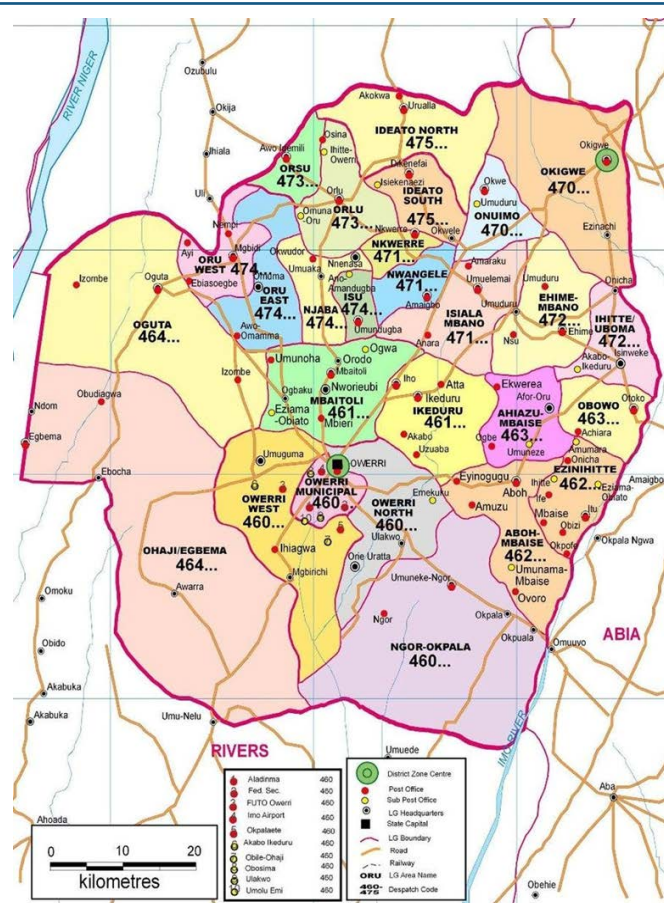 RIVER NIGER
Ozubulu
Okija
Ihiala
Uli
Akokwa
Urualla
IDEATO NORTH
475...
Osina
Ihitte-
Owerri
Awo Idemili
ORSU
473...
Dikenefai
Isiekenaezi
IDEATO
SOUTH
475...
Okigwe
OKIGWE
470...
Okwe
Umuduru
ONUIMO
470...
Orlu
Omuna
Oru
ORLU
473...
Nkwerre
NKWERRE
471...
Okwele
Ezinachi
Nempi
Mgbidi
Ayi
ORU
WEST
474...
Ebiasoegbe
Okwudor
Nnenasa
Umuaka
Amandugba
ISU
474...
NWANGELE
471...
Amaigbo
Amaraku
Umuelemai
Umuduru
Umuduru
Onicha
Izombe
Oguta
OGUTA
464...
Omuma
ORU
EAST
474...
NJABA
474...
Umundugba
ISIALA
MBANO
471...
EHIME-
MBANO
472...
IHITTE/
UBOMA
472...
Awo-
Omamma
Anara
Nsu
Ehime
Akabo-
Ikeduru
Isinweke
Umunoha
Ogwa
Orodo
Mbaitoli
Nworieubi
Izombe
Ogbaku
MBAITOLI
461...
Eziama-
Obiato
Mbieri
Iho
Atta
Ikeduru
IKEDURU
461...
Akabo
Uzuaba
Ekwerea
Afor-Oru
AHIAZU-
MBAISE
463...
Ogbe
Umuneze
OBOWO
463...
Otoko
Achiara
Amumara
Onicha
EZINIHITTE
462...
Obudiagwa
Ndom
Egbema
Ebocha
Umuguma
OWERRI
OWERRI
MUNICIPAL
460...
OWERRI
WEST
460...
OWERRI
NORTH
460...
Emekuku
Eyinogugu
Aboh
Amuzu
Ihitte
Ife
Eziama-
Obiato
Amaigbo
Mbaise
Itu
Obizi
Okpofe
Okpala Ngwa
OHAJI/EGBEMA
464...
Ihiagwa
Ulakwo
Orie Uratta
ABOH-
MBAISE
462...
Umunama-
Mbaise
Ovoro
Awarra
Mgbirichi
Umuneke-Ngor
Ngor
Okpala
Okpuala
NGOR-OKPALA
460...
Omuuvo
ABIA
Omoku
Obido
Akabuka
Akabuka
Umu-Nelu
Ahoada
RIVERS
Umuede
IMO RIVER
Aba
Obehie
Aladinma 460
Fed. Sec. 460
FUTO Owerri 460
Imo Airport 460
Okpalaete 460
Akabo Ikeduru 460
Obile-Ohaji 460
Obosima 460
Ulakwo 460
Umolu Emi 460
District Zone Centre
Post Office
Sub Post Office
LG Headquarters
State Capital
LG Boundary
Road
Railway
ORU LG Area Name
460-
475 Despatch Code
0 10 20
kilometres